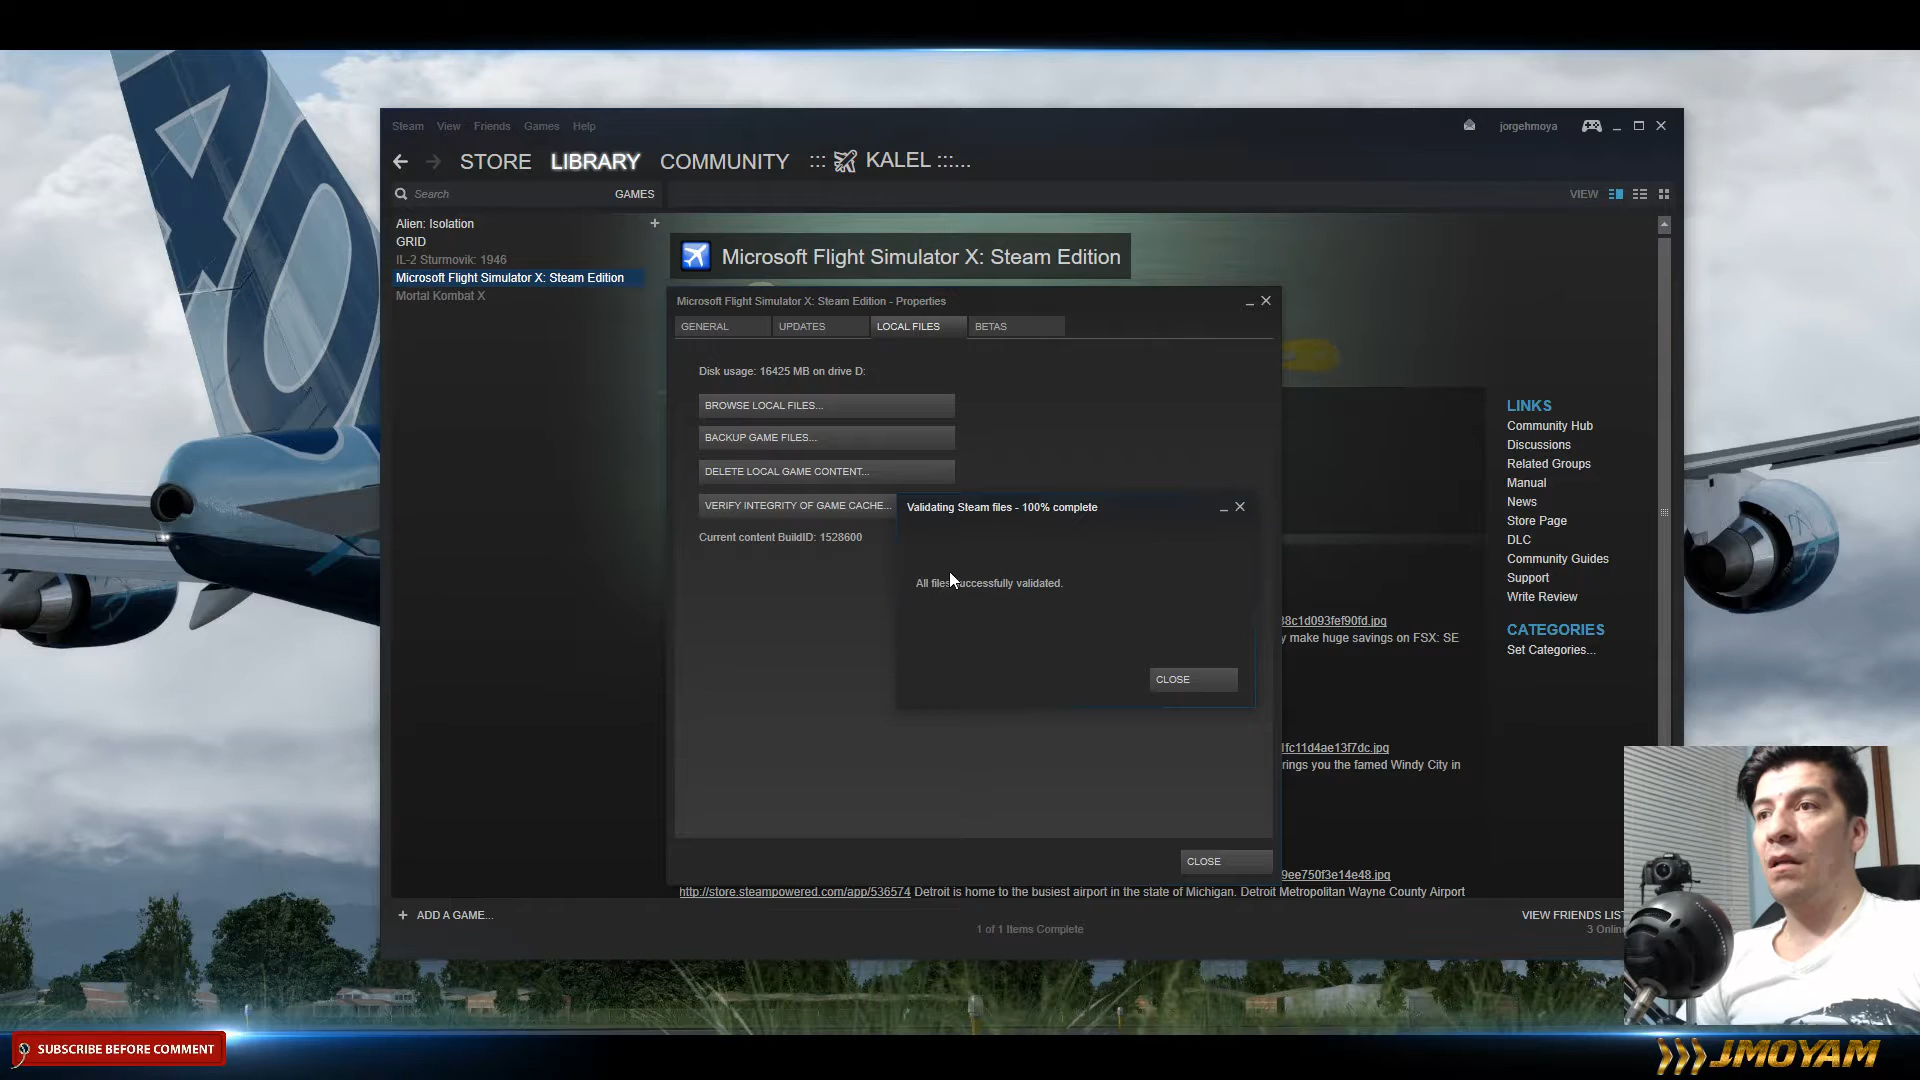 Steam View Friends Games Help
jorgehmoya
STORE LIBRARY COMMUNITY ::: KALEL :::...
Search
GAMES
VIEW
Alien: Isolation
GRID
IL-2 Sturmovik: 1946
Microsoft Flight Simulator X: Steam Edition
Mortal Kombat X
Microsoft Flight Simulator X: Steam Edition
Microsoft Flight Simulator X: Steam Edition - Properties
GENERAL UPDATES LOCAL FILES BETAS
Disk usage: 16425 MB on drive D:
BROWSE LOCAL FILES...
BACKUP GAME FILES...
DELETE LOCAL GAME CONTENT...
VERIFY INTEGRITY OF GAME CACHE...
Current content BuildID: 1528600
Validating Steam files - 100% complete
All files successfully validated.
CLOSE
CLOSE
LINKS
Community Hub
Discussions
Related Groups
Manual
News
Store Page
DLC
Community Guides
Support
Write Review
CATEGORIES
Set Categories...
38c1d093fef90fd.jpg
y make huge savings on FSX: SE
1fc11d4ae13f7dc.jpg
rings you the famed Windy City in
9ee750f3e14e48.jpg
http://store.steampowered.com/app/536574 Detroit is home to the busiest airport in the state of Michigan. Detroit Metropolitan Wayne County Airport
+ ADD A GAME...
1 of 1 Items Complete
VIEW FRIENDS LIST
3 Online
SUBSCRIBE BEFORE COMMENT
JMOYAM